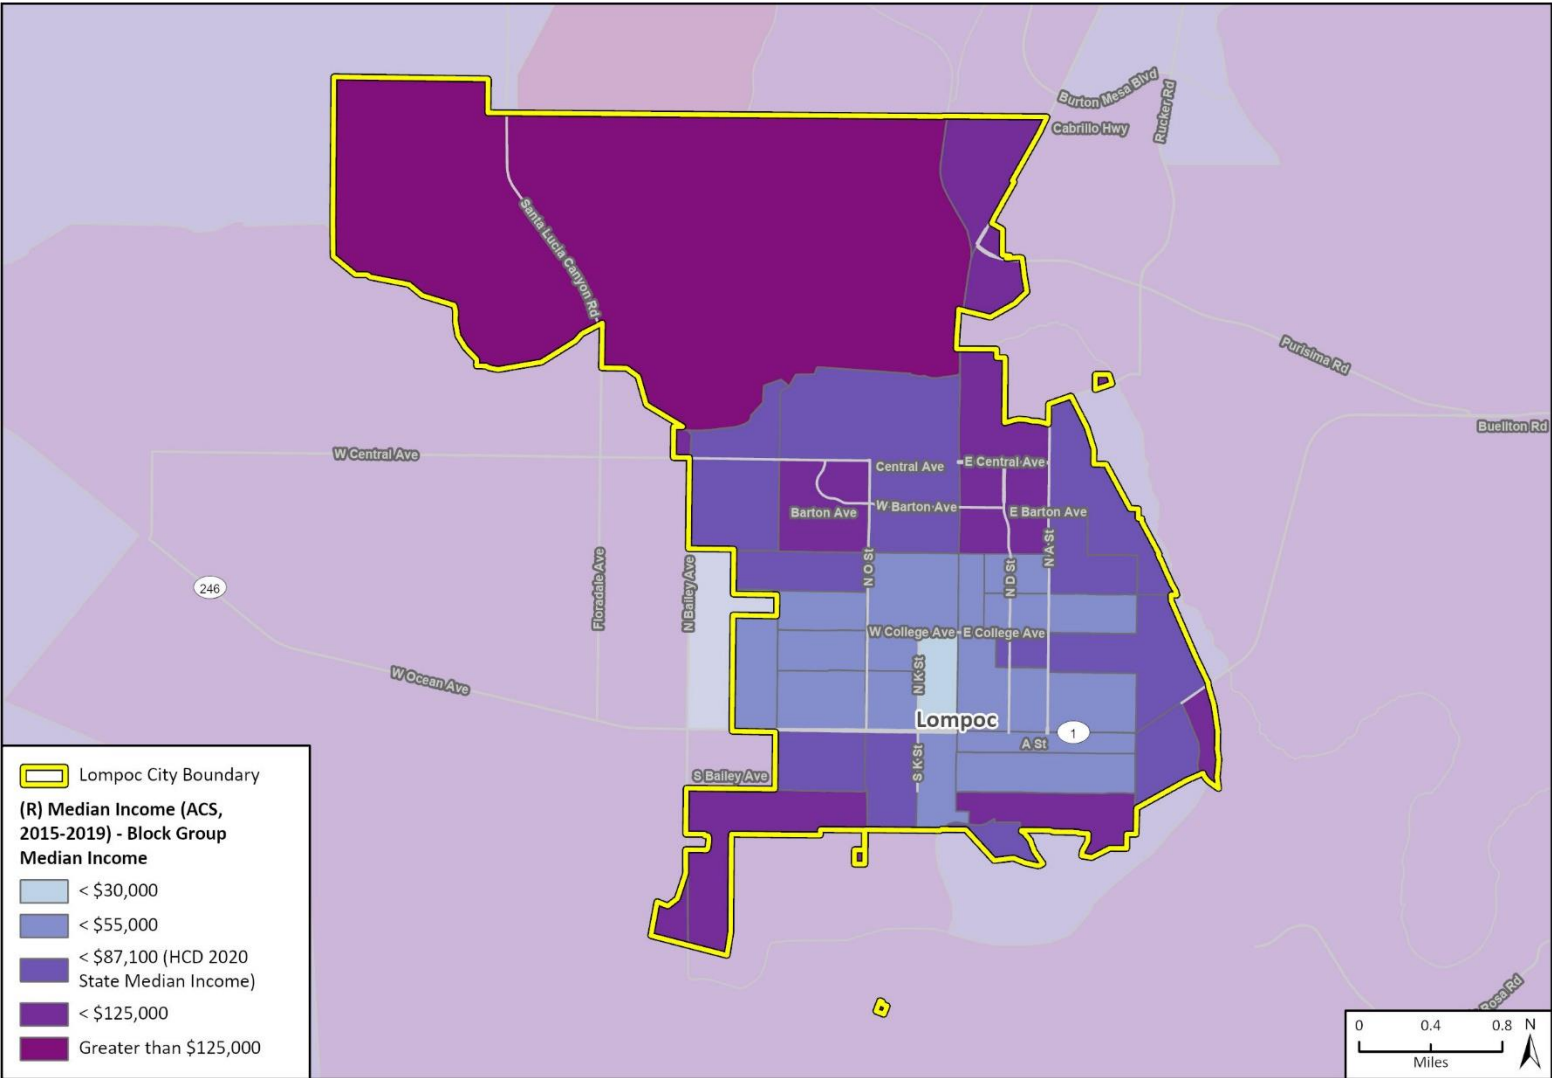 Burton Mesa Blvd
Rucker Rd
Cabrillo Hwy
Santa Lucia Canyon Rd
Purisima Rd
Buellton Rd
W Central Ave
Central Ave
E Central Ave
Barton Ave
W Barton Ave
E Barton Ave
N O St
N D St
N A St
Floradale Ave
N Bailey Ave
246
W College Ave
E College Ave
N K St
W Ocean Ave
Lompoc
1
A St
S K St
S Bailey Ave
Rosa Rd
Lompoc City Boundary
(R) Median Income (ACS,
2015-2019) - Block Group
Median Income
< $30,000
< $55,000
< $87,100 (HCD 2020
State Median Income)
< $125,000
Greater than $125,000
0 0.4 0.8 N
Miles